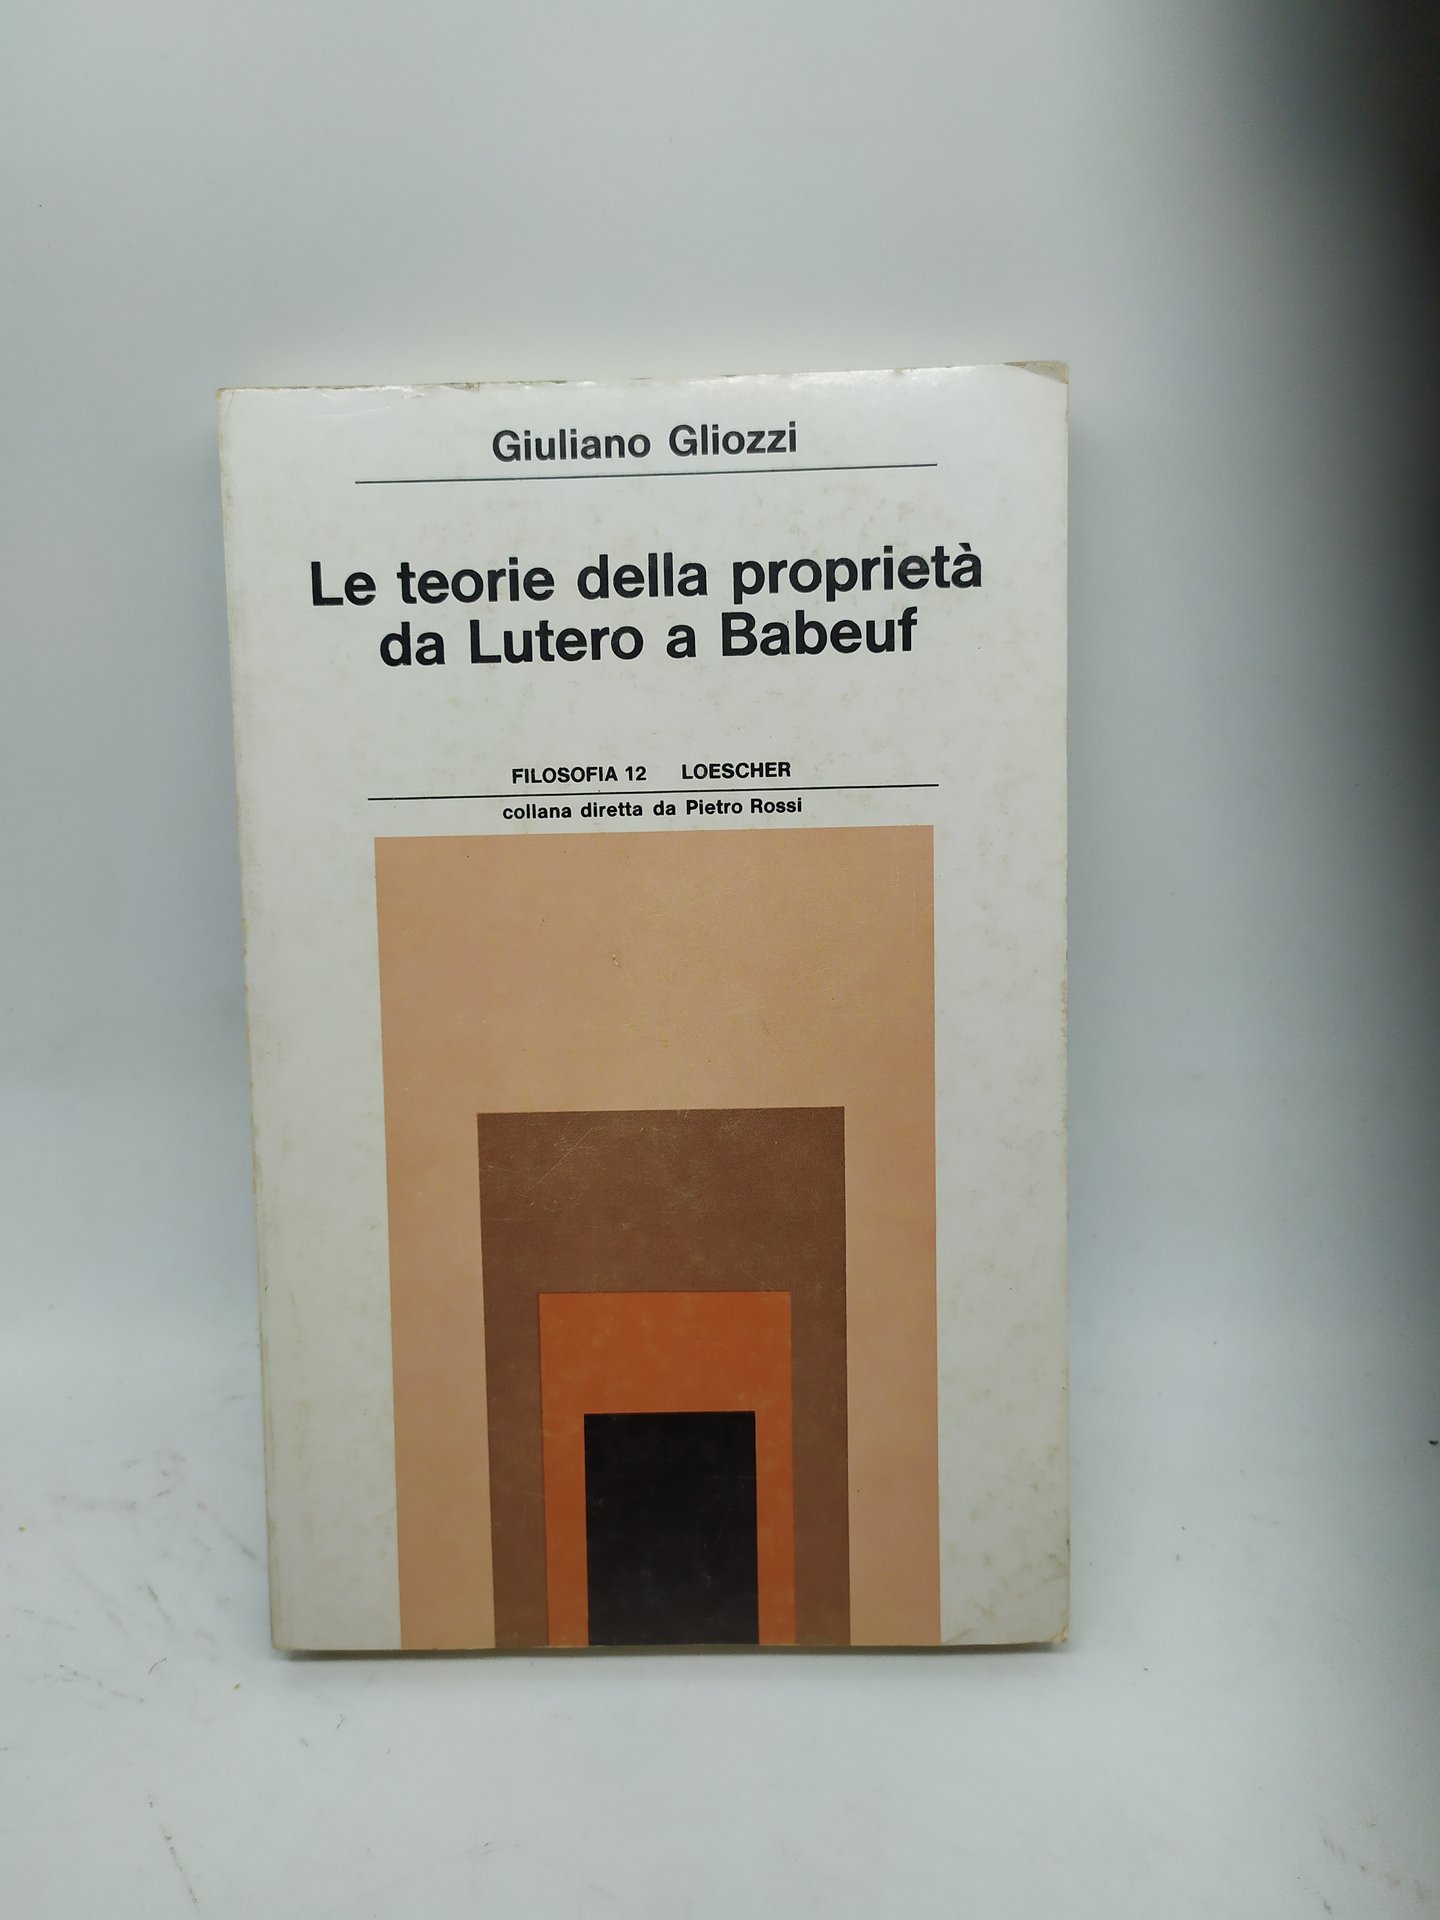 Giuliano Gliozzi
Le teorie della proprietà
da Lutero a Babeuf
FILOSOFIA 12 LOESCHER
collana diretta da Pietro Rossi